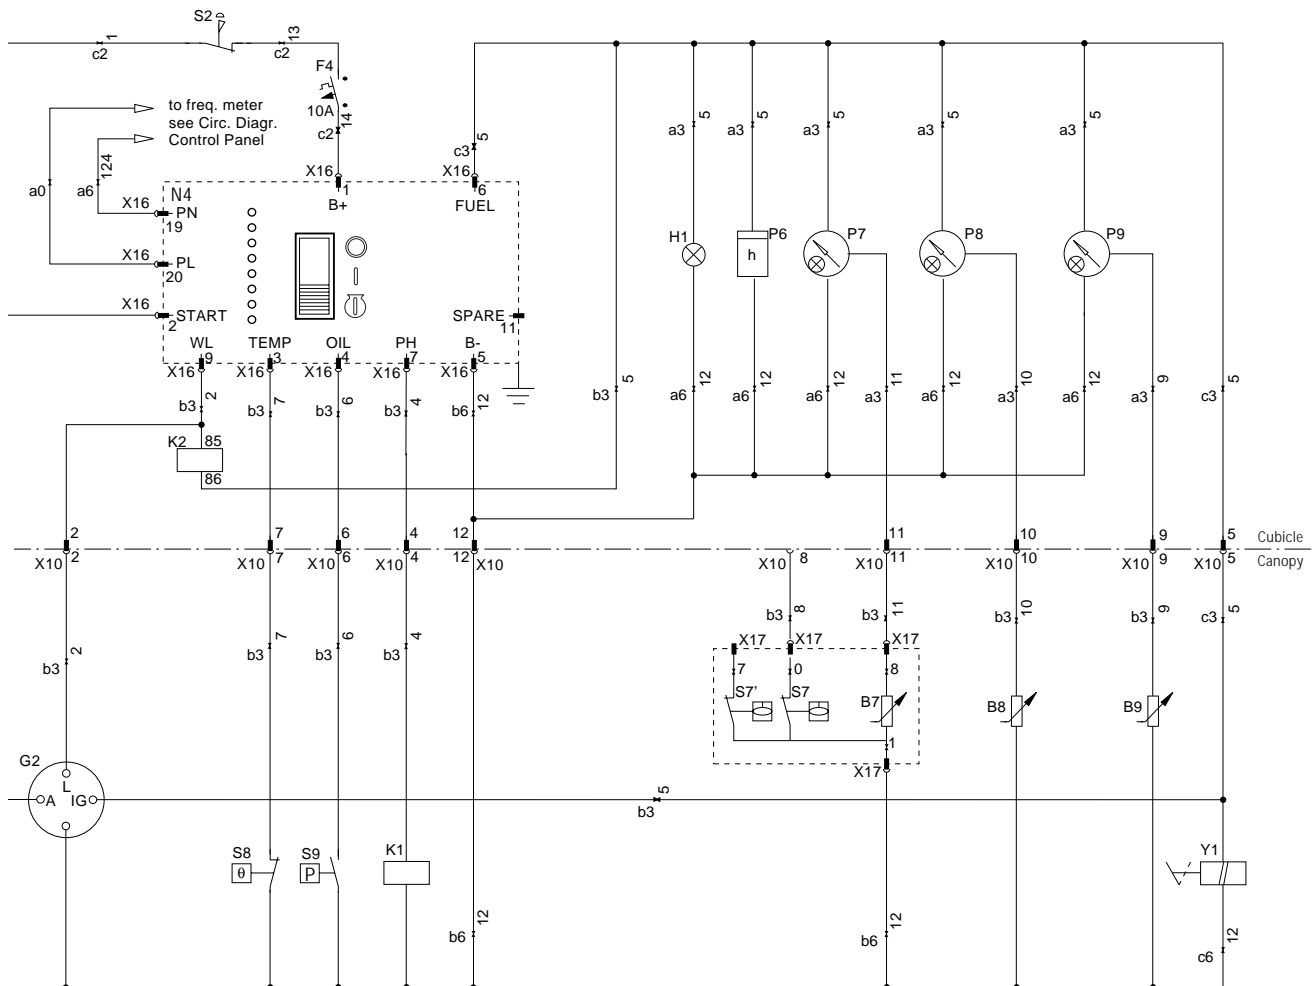 S2
1
c2
13
c2
F4
10A
14
c2
to freq. meter
see Circ. Diagr.
Control Panel
5
c3
5
a3
5
a3
5
a3
5
a3
5
a3
124
a0
a6
X16
1
B+
X16
6
FUEL
N4
X16
PN
19
X16
PL
20
X16
2
START
SPARE
11
H1
P6
h
P7
P8
P9
WL
9
TEMP
3
OIL
4
PH
7
B-
5
X16
X16
X16
X16
X16
b3
2
b3
7
b3
6
b3
4
b6
12
b3
5
a6
12
a6
12
a6
12
a3
11
a6
12
a3
10
a6
12
a3
9
c3
5
K2
85
86
2
7
6
4
12
11
10
9
5
Cubicle
X10
2
X10
7
X10
6
X10
4
12
X10
X10
8
X10
11
X10
10
X10
9
X10
5
Canopy
b3
2
b3
7
b3
6
b3
4
b3
8
b3
11
b3
10
b3
9
c3
5
X17
X17
X17
7
0
8
S7'
S7
B7
B8
B9
1
X17
G2
L
A
IG
b3
5
S8
θ
S9
P
K1
Y1
b6
12
b6
12
c6
12